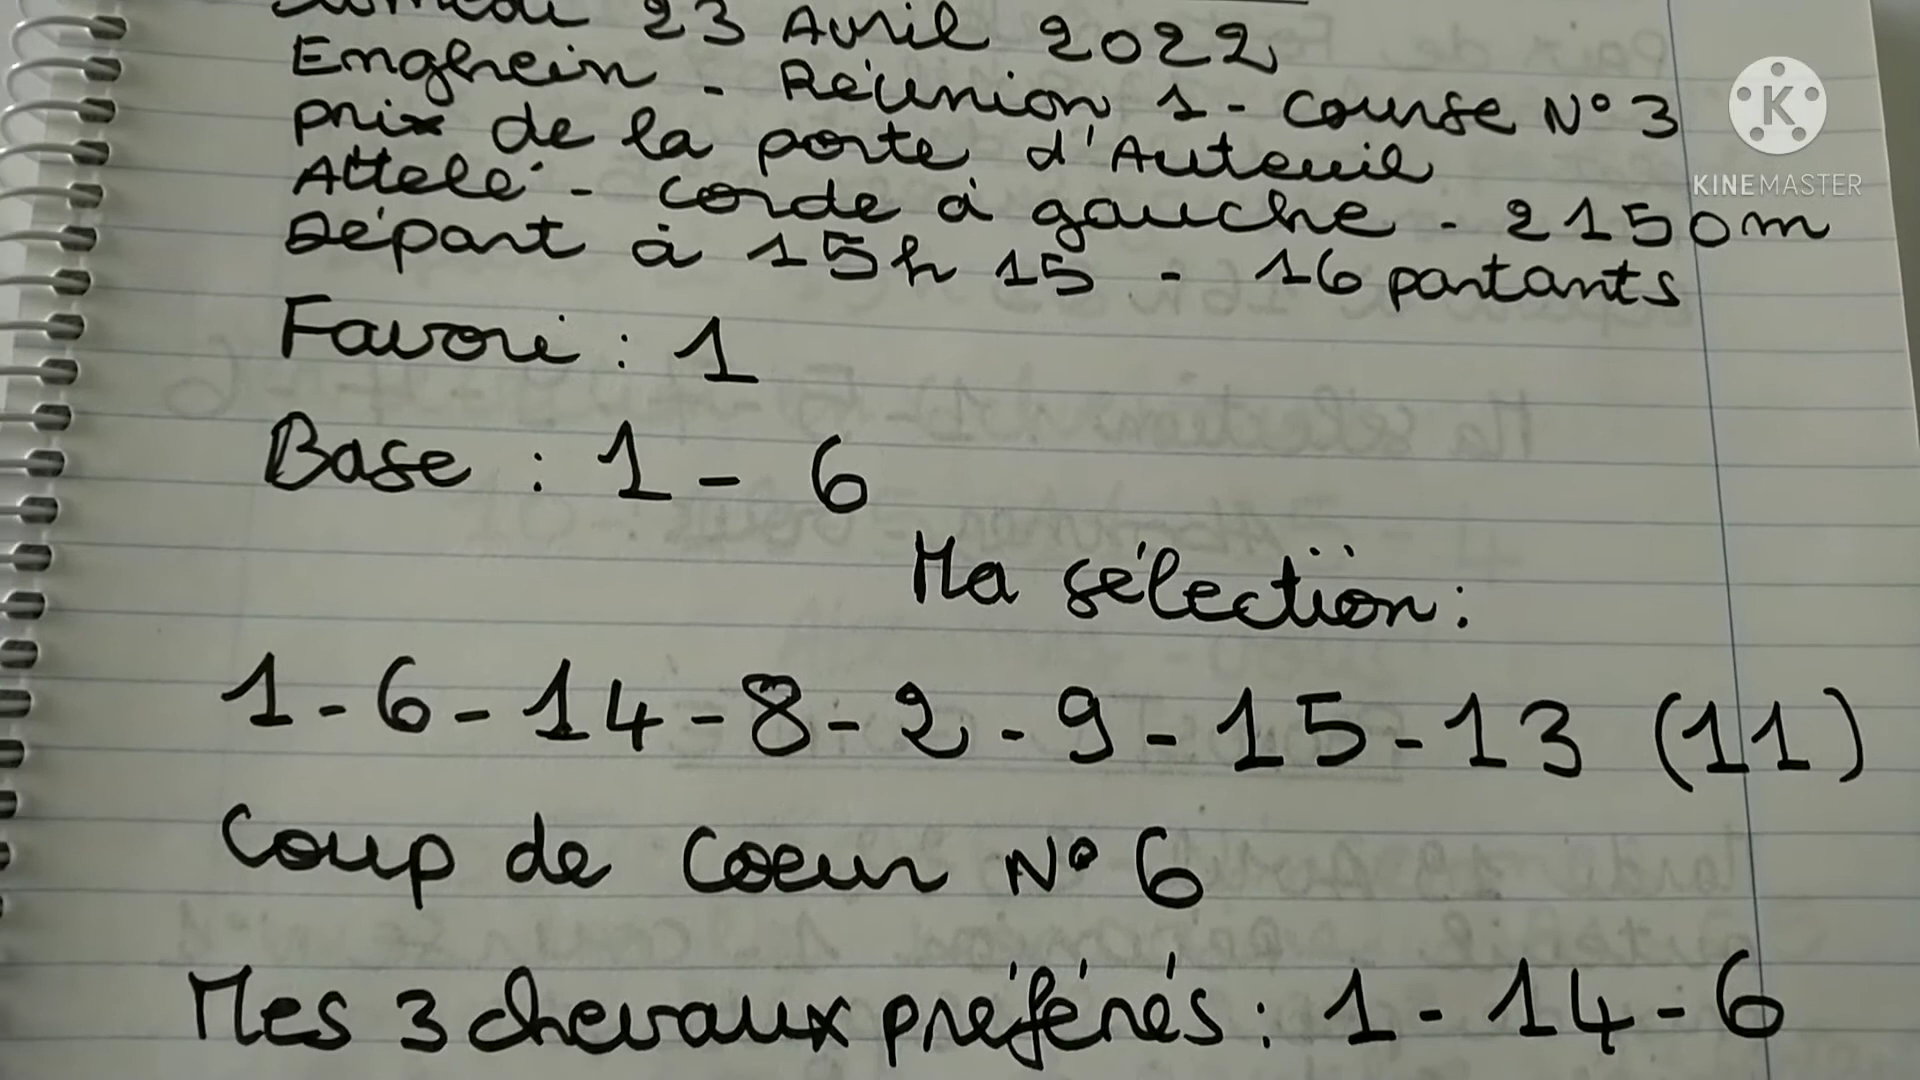 Samedi 23 Avril 2022
Enghein - Réunion 1 - course N° 3
prix de la porte d'Auteuil
Attelé - corde à gauche - 2150m
Départ à 15h15 - 16 partants
Favori : 1
Base : 1 - 6
Ma sélection :
1 - 6 - 14 - 8 - 2 - 9 - 15 - 13 (11)
Coup de coeur N° 6
Mes 3 chevaux préférés : 1 - 14 - 6
K
KINEMASTER